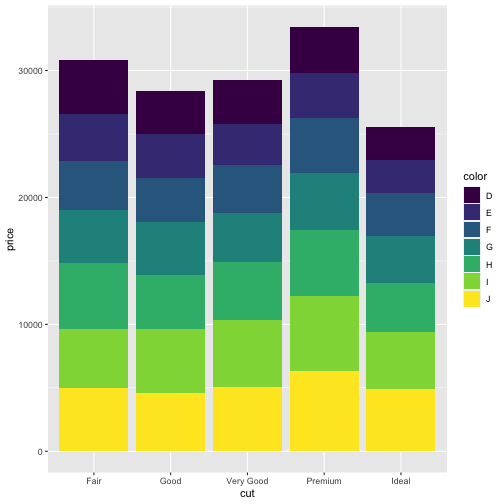 30000
20000
10000
0
price
Fair
Good
Very Good
Premium
Ideal
cut
color
D
E
F
G
H
I
J